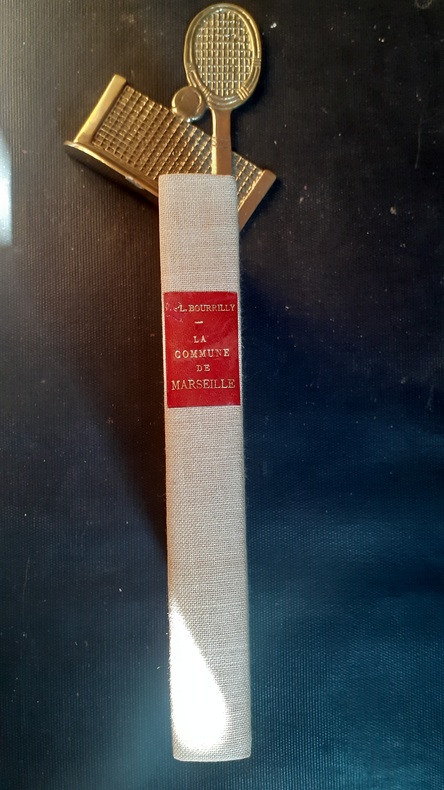 V.-L. BOURRILLY
LA
COMMUNE
DE
MARSEILLE